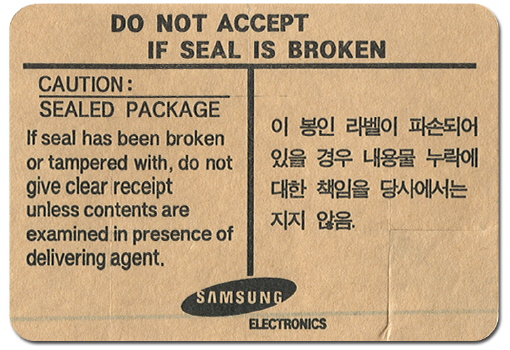 DO NOT ACCEPT
IF SEAL IS BROKEN
CAUTION:
SEALED PACKAGE
If seal has been broken
or tampered with, do not
give clear receipt
unless contents are
examined in presence of
delivering agent.
이 봉인 라벨이 파손되어
있을 경우 내용물 누락에
대한 책임을 당사에서는
지지 않음.
SAMSUNG
ELECTRONICS